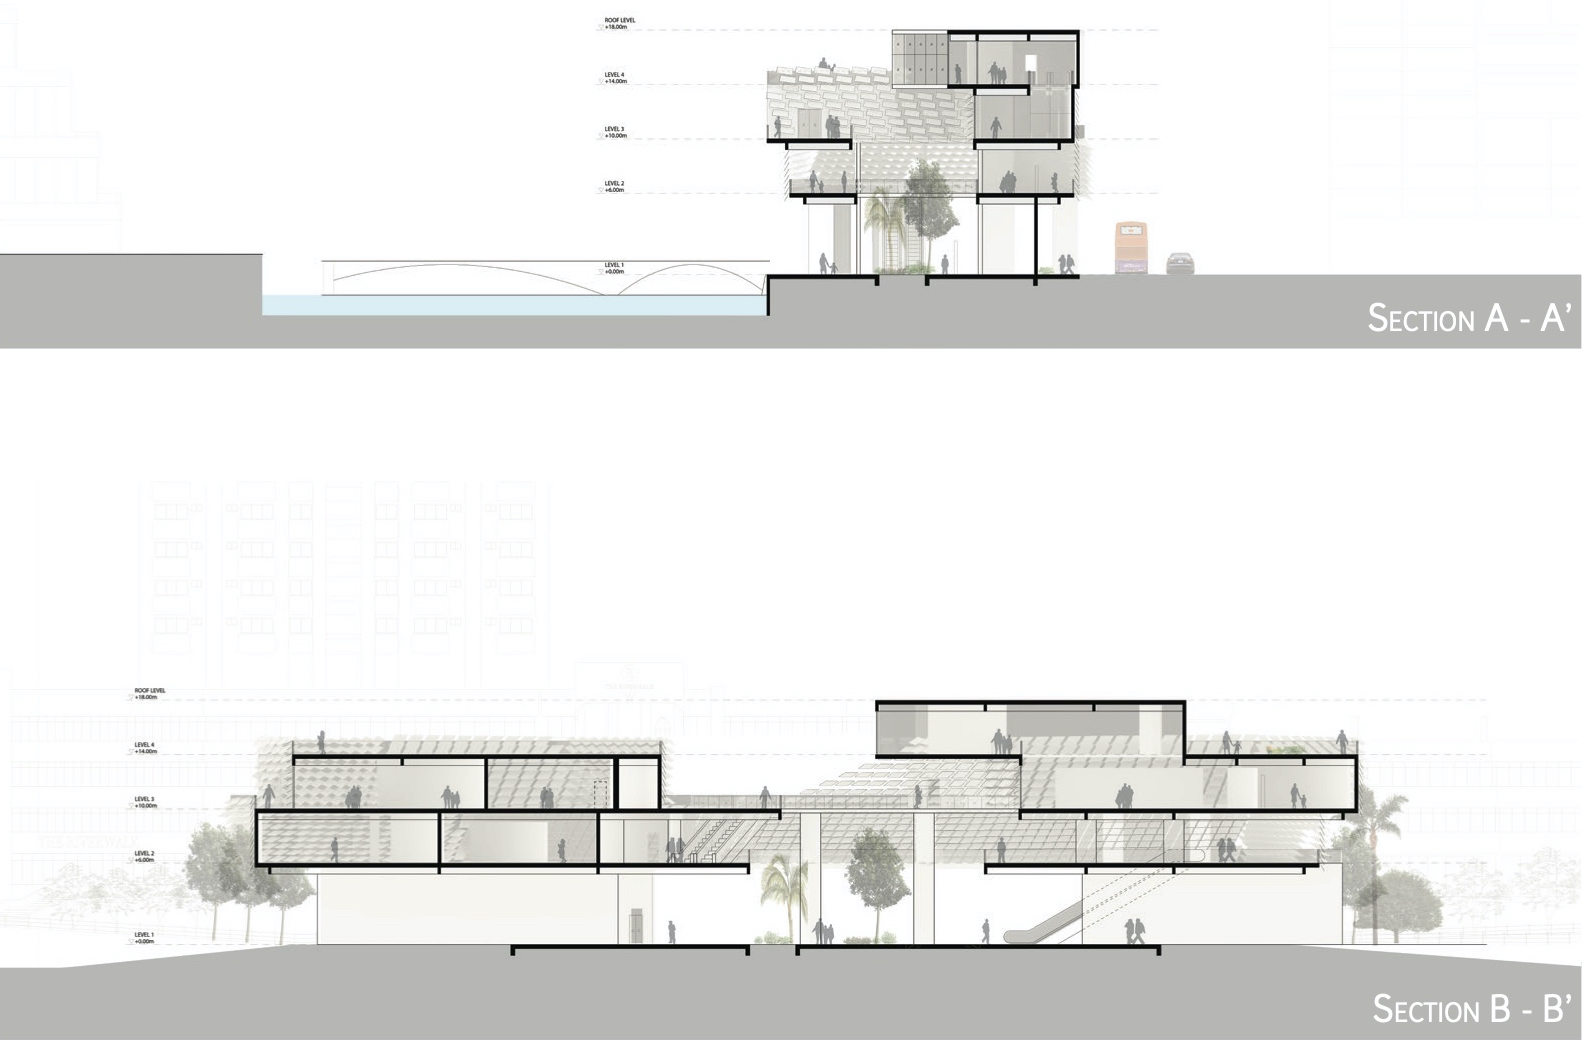 ROOF LEVEL
+18.00m
LEVEL 4
+14.00m
LEVEL 3
+10.00m
LEVEL 2
+6.00m
LEVEL 1
+0.00m
SECTION A - A’
ROOF LEVEL
+18.00m
LEVEL 4
+14.00m
LEVEL 3
+10.00m
LEVEL 2
+6.00m
LEVEL 1
+0.00m
SECTION B - B’